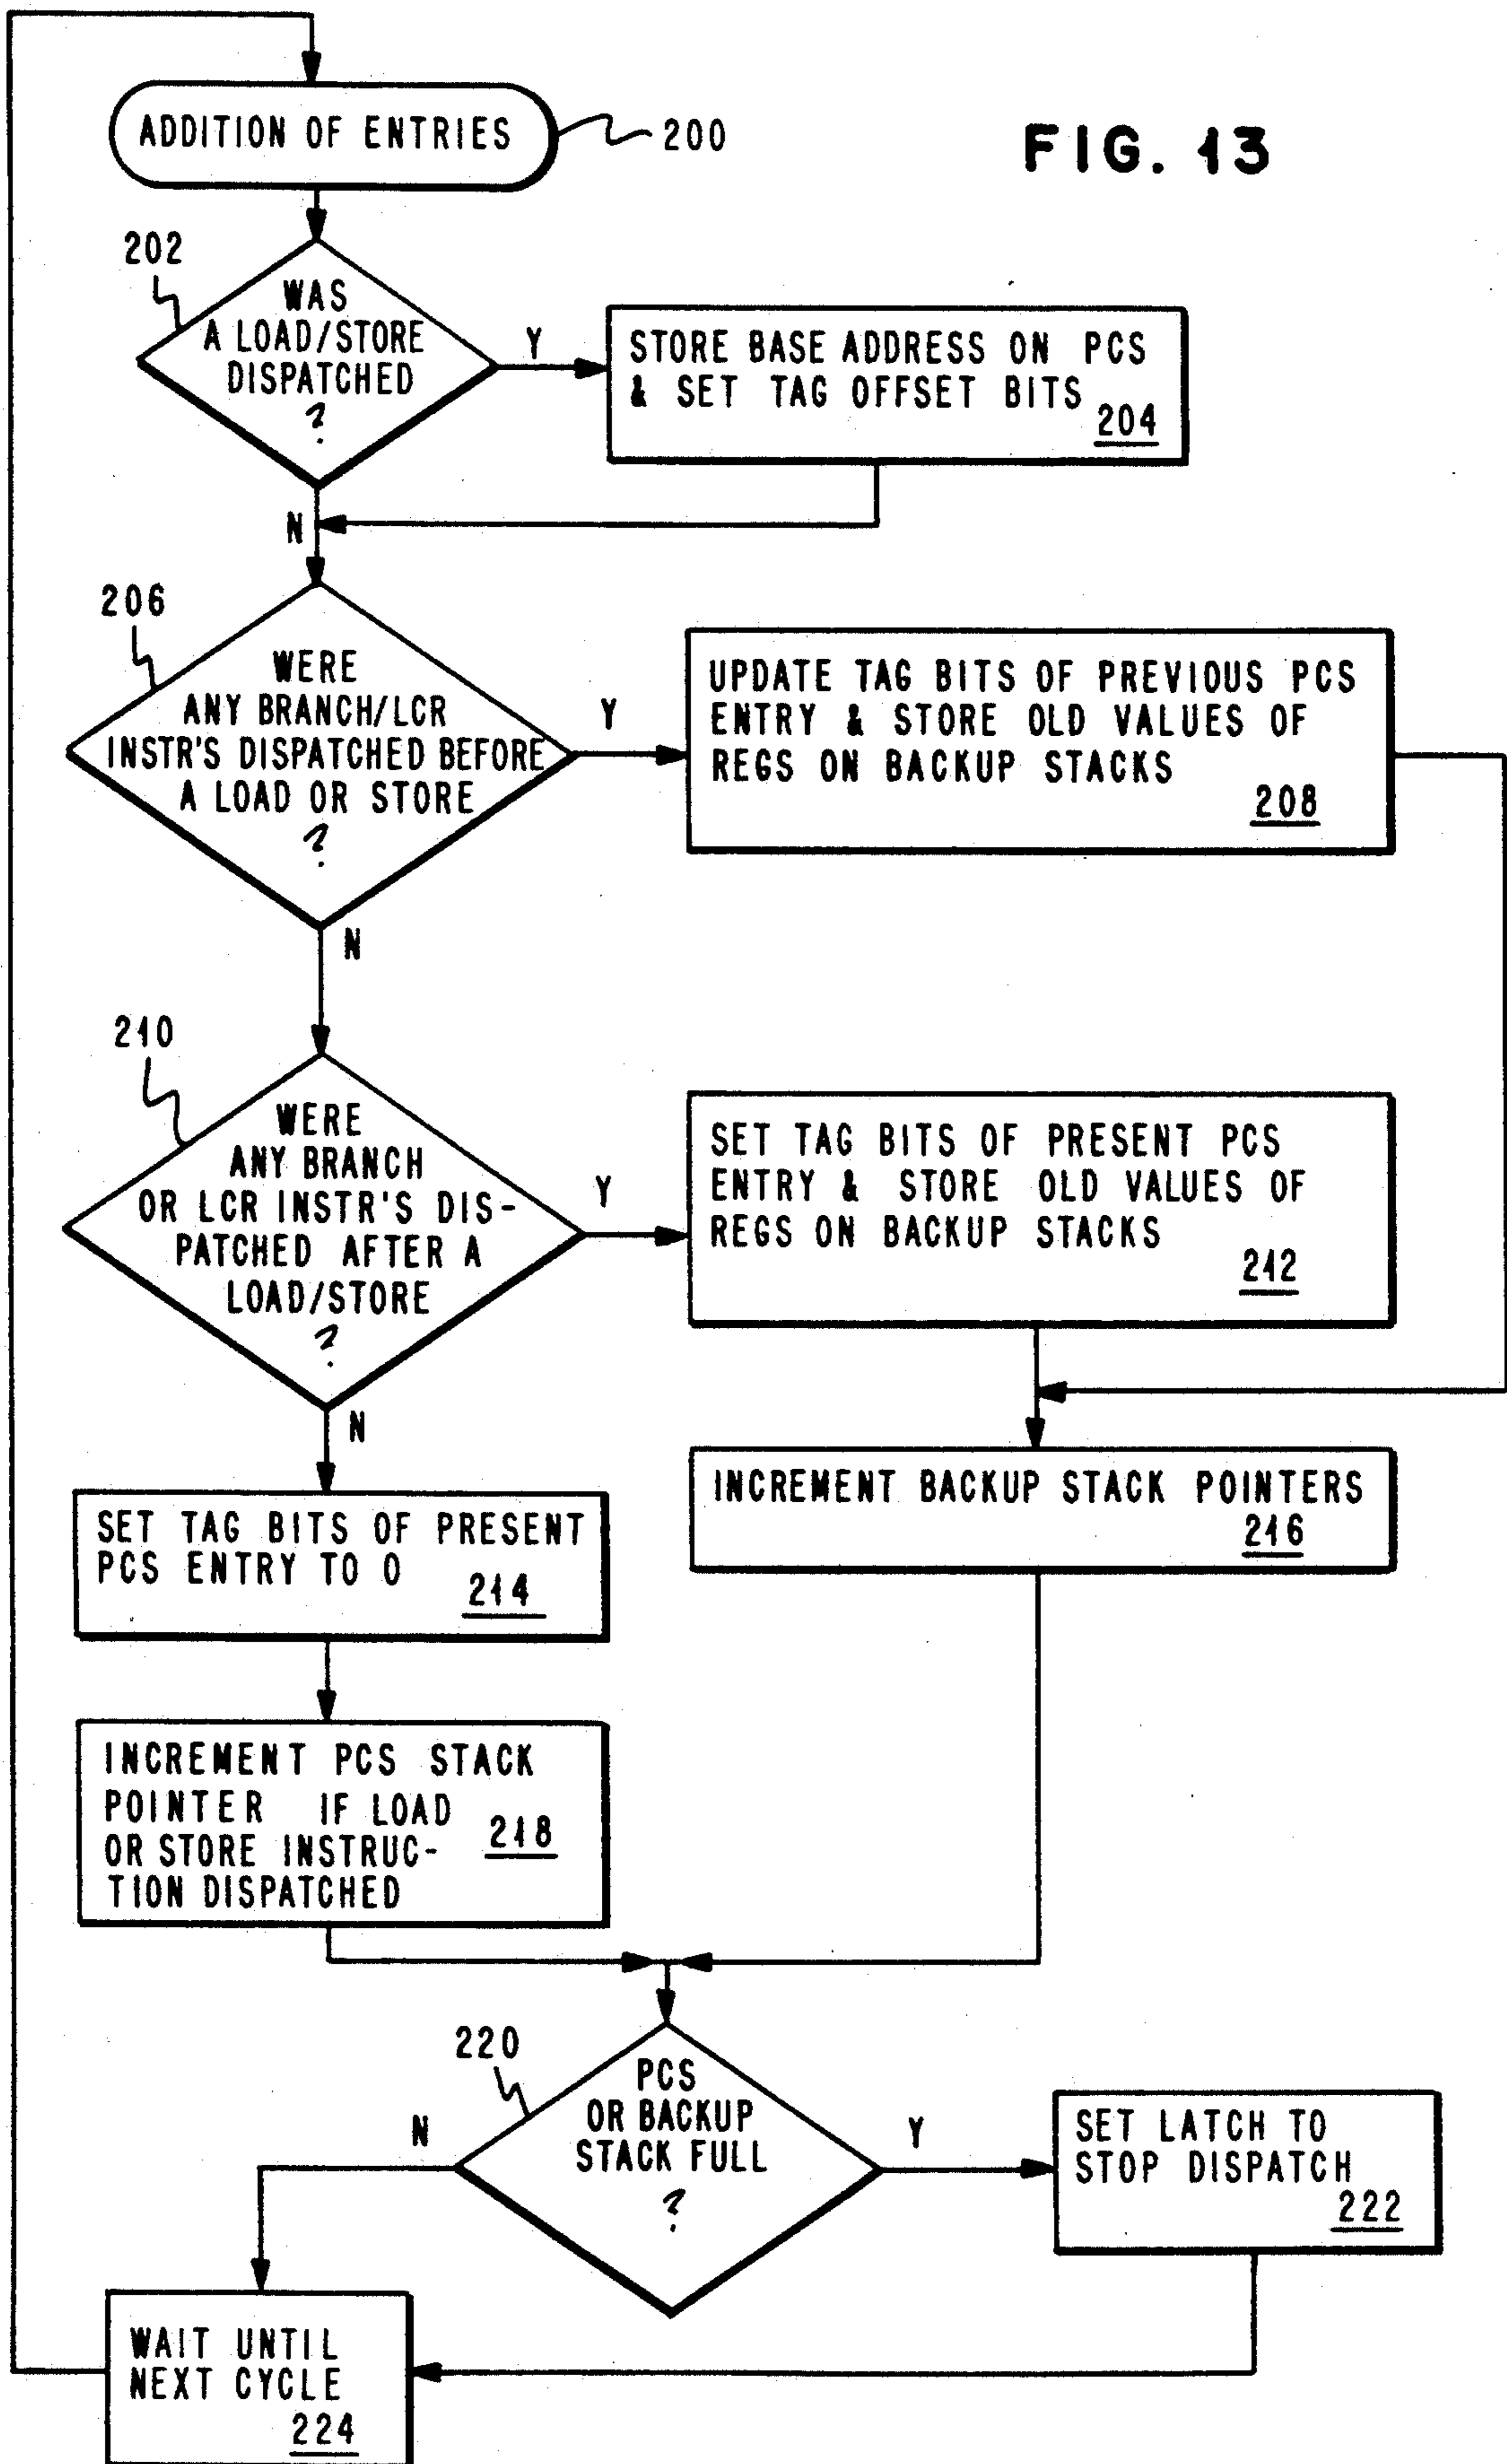 ADDITION OF ENTRIES
200
FIG. 13
202
WAS
A LOAD/STORE
DISPATCHED
?
Y
STORE BASE ADDRESS ON PCS
& SET TAG OFFSET BITS
204
N
206
WERE
ANY BRANCH/LCR
INSTR'S DISPATCHED BEFORE
A LOAD OR STORE
?
Y
UPDATE TAG BITS OF PREVIOUS PCS
ENTRY & STORE OLD VALUES OF
REGS ON BACKUP STACKS
208
N
210
WERE
ANY BRANCH
OR LCR INSTR'S DIS-
PATCHED AFTER A
LOAD/STORE
?
Y
SET TAG BITS OF PRESENT PCS
ENTRY & STORE OLD VALUES OF
REGS ON BACKUP STACKS
212
N
INCREMENT BACKUP STACK POINTERS
216
SET TAG BITS OF PRESENT
PCS ENTRY TO 0
214
INCREMENT PCS STACK
POINTER IF LOAD
OR STORE INSTRUC-
TION DISPATCHED
218
220
PCS
OR BACKUP
STACK FULL
?
N
Y
SET LATCH TO
STOP DISPATCH
222
WAIT UNTIL
NEXT CYCLE
224